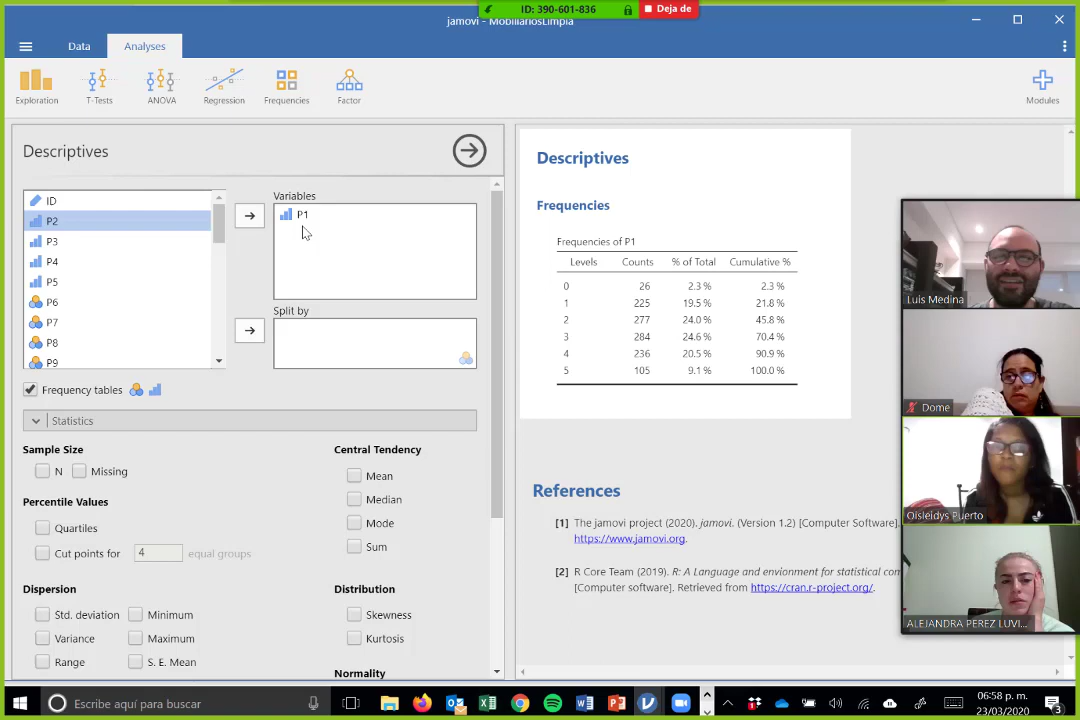 ID: 390-601-836
Deja de
jamovi - MobiliariosLimpia
Data
Analyses
Exploration
T-Tests
ANOVA
Regression
Frequencies
Factor
Modules
Descriptives
ID
P2
P3
P4
P5
P6
P7
P8
P9
Variables
P1
Split by
Frequency tables
Statistics
Sample Size
N
Missing
Percentile Values
Quartiles
Cut points for 4 equal groups
Dispersion
Std. deviation
Minimum
Variance
Maximum
Range
S. E. Mean
Central Tendency
Mean
Median
Mode
Sum
Distribution
Skewness
Kurtosis
Normality
Descriptives
Frequencies
Frequencies of P1
Levels Counts % of Total Cumulative %
0 26 2.3 % 2.3 %
1 225 19.5 % 21.8 %
2 277 24.0 % 45.8 %
3 284 24.6 % 70.4 %
4 236 20.5 % 90.9 %
5 105 9.1 % 100.0 %
References
[1] The jamovi project (2020). jamovi. (Version 1.2) [Computer Software].
https://www.jamovi.org.
[2] R Core Team (2019). R: A Language and envionment for statistical com
[Computer software]. Retrieved from https://cran.r-project.org/.
Luis Medina
Dome
Oisleidys Puerto
ALEJANDRA PEREZ LUVI...
Escribe aquí para buscar
06:58 p. m.
23/03/2020
3